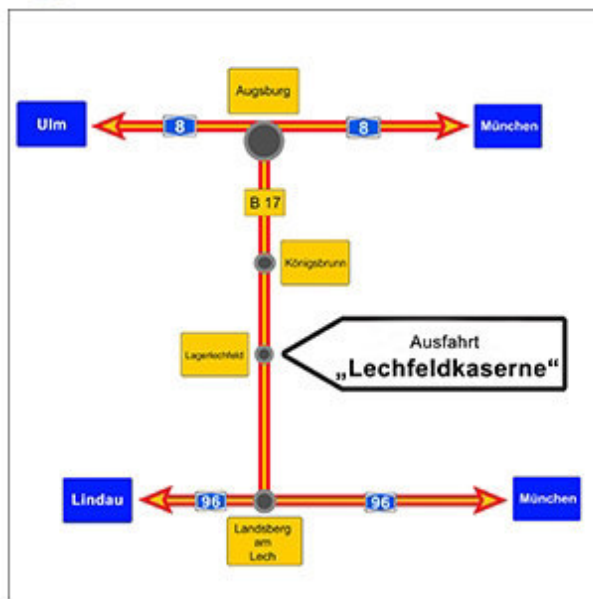 Augsburg
Ulm
8
8
München
B 17
Königsbrunn
Ausfahrt
Lagerlechfeld
„Lechfeldkaserne“
Lindau
96
96
München
Landsberg
am
Lech